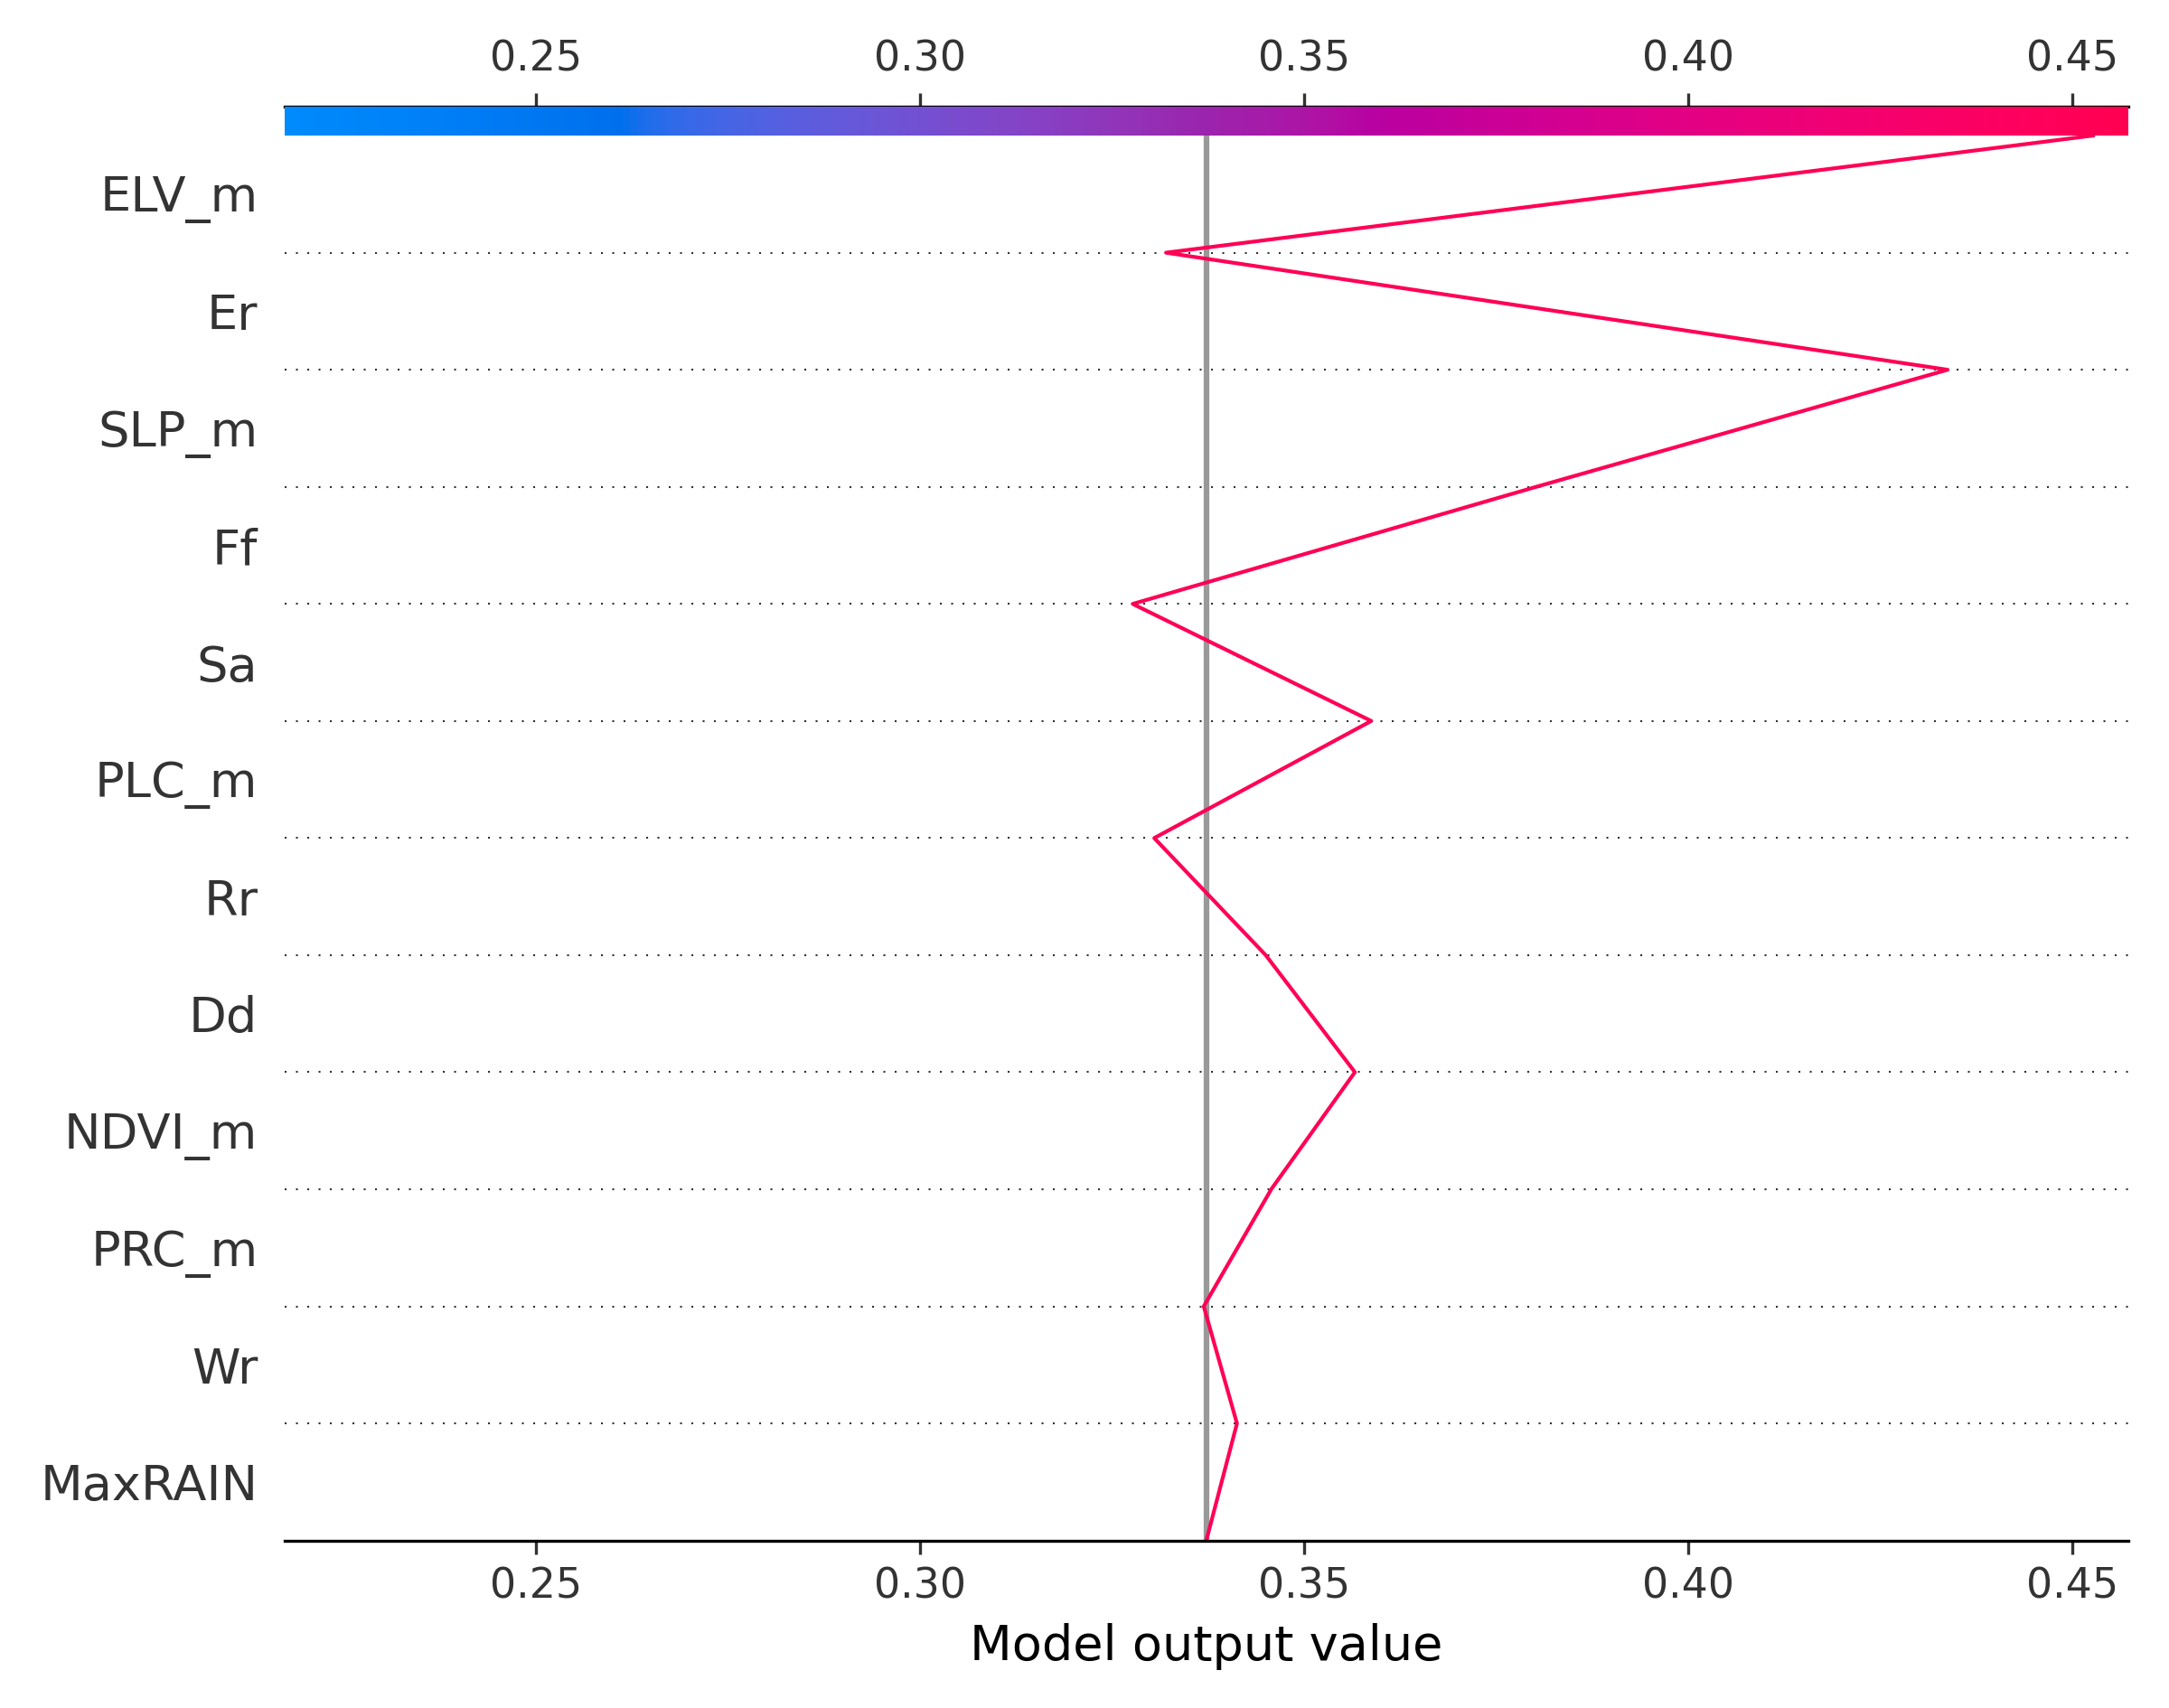 0.25 0.30 0.35 0.40 0.45
ELV_m
Er
SLP_m
Ff
Sa
PLC_m
Rr
Dd
NDVI_m
PRC_m
Wr
MaxRAIN
0.25 0.30 0.35 0.40 0.45
Model output value